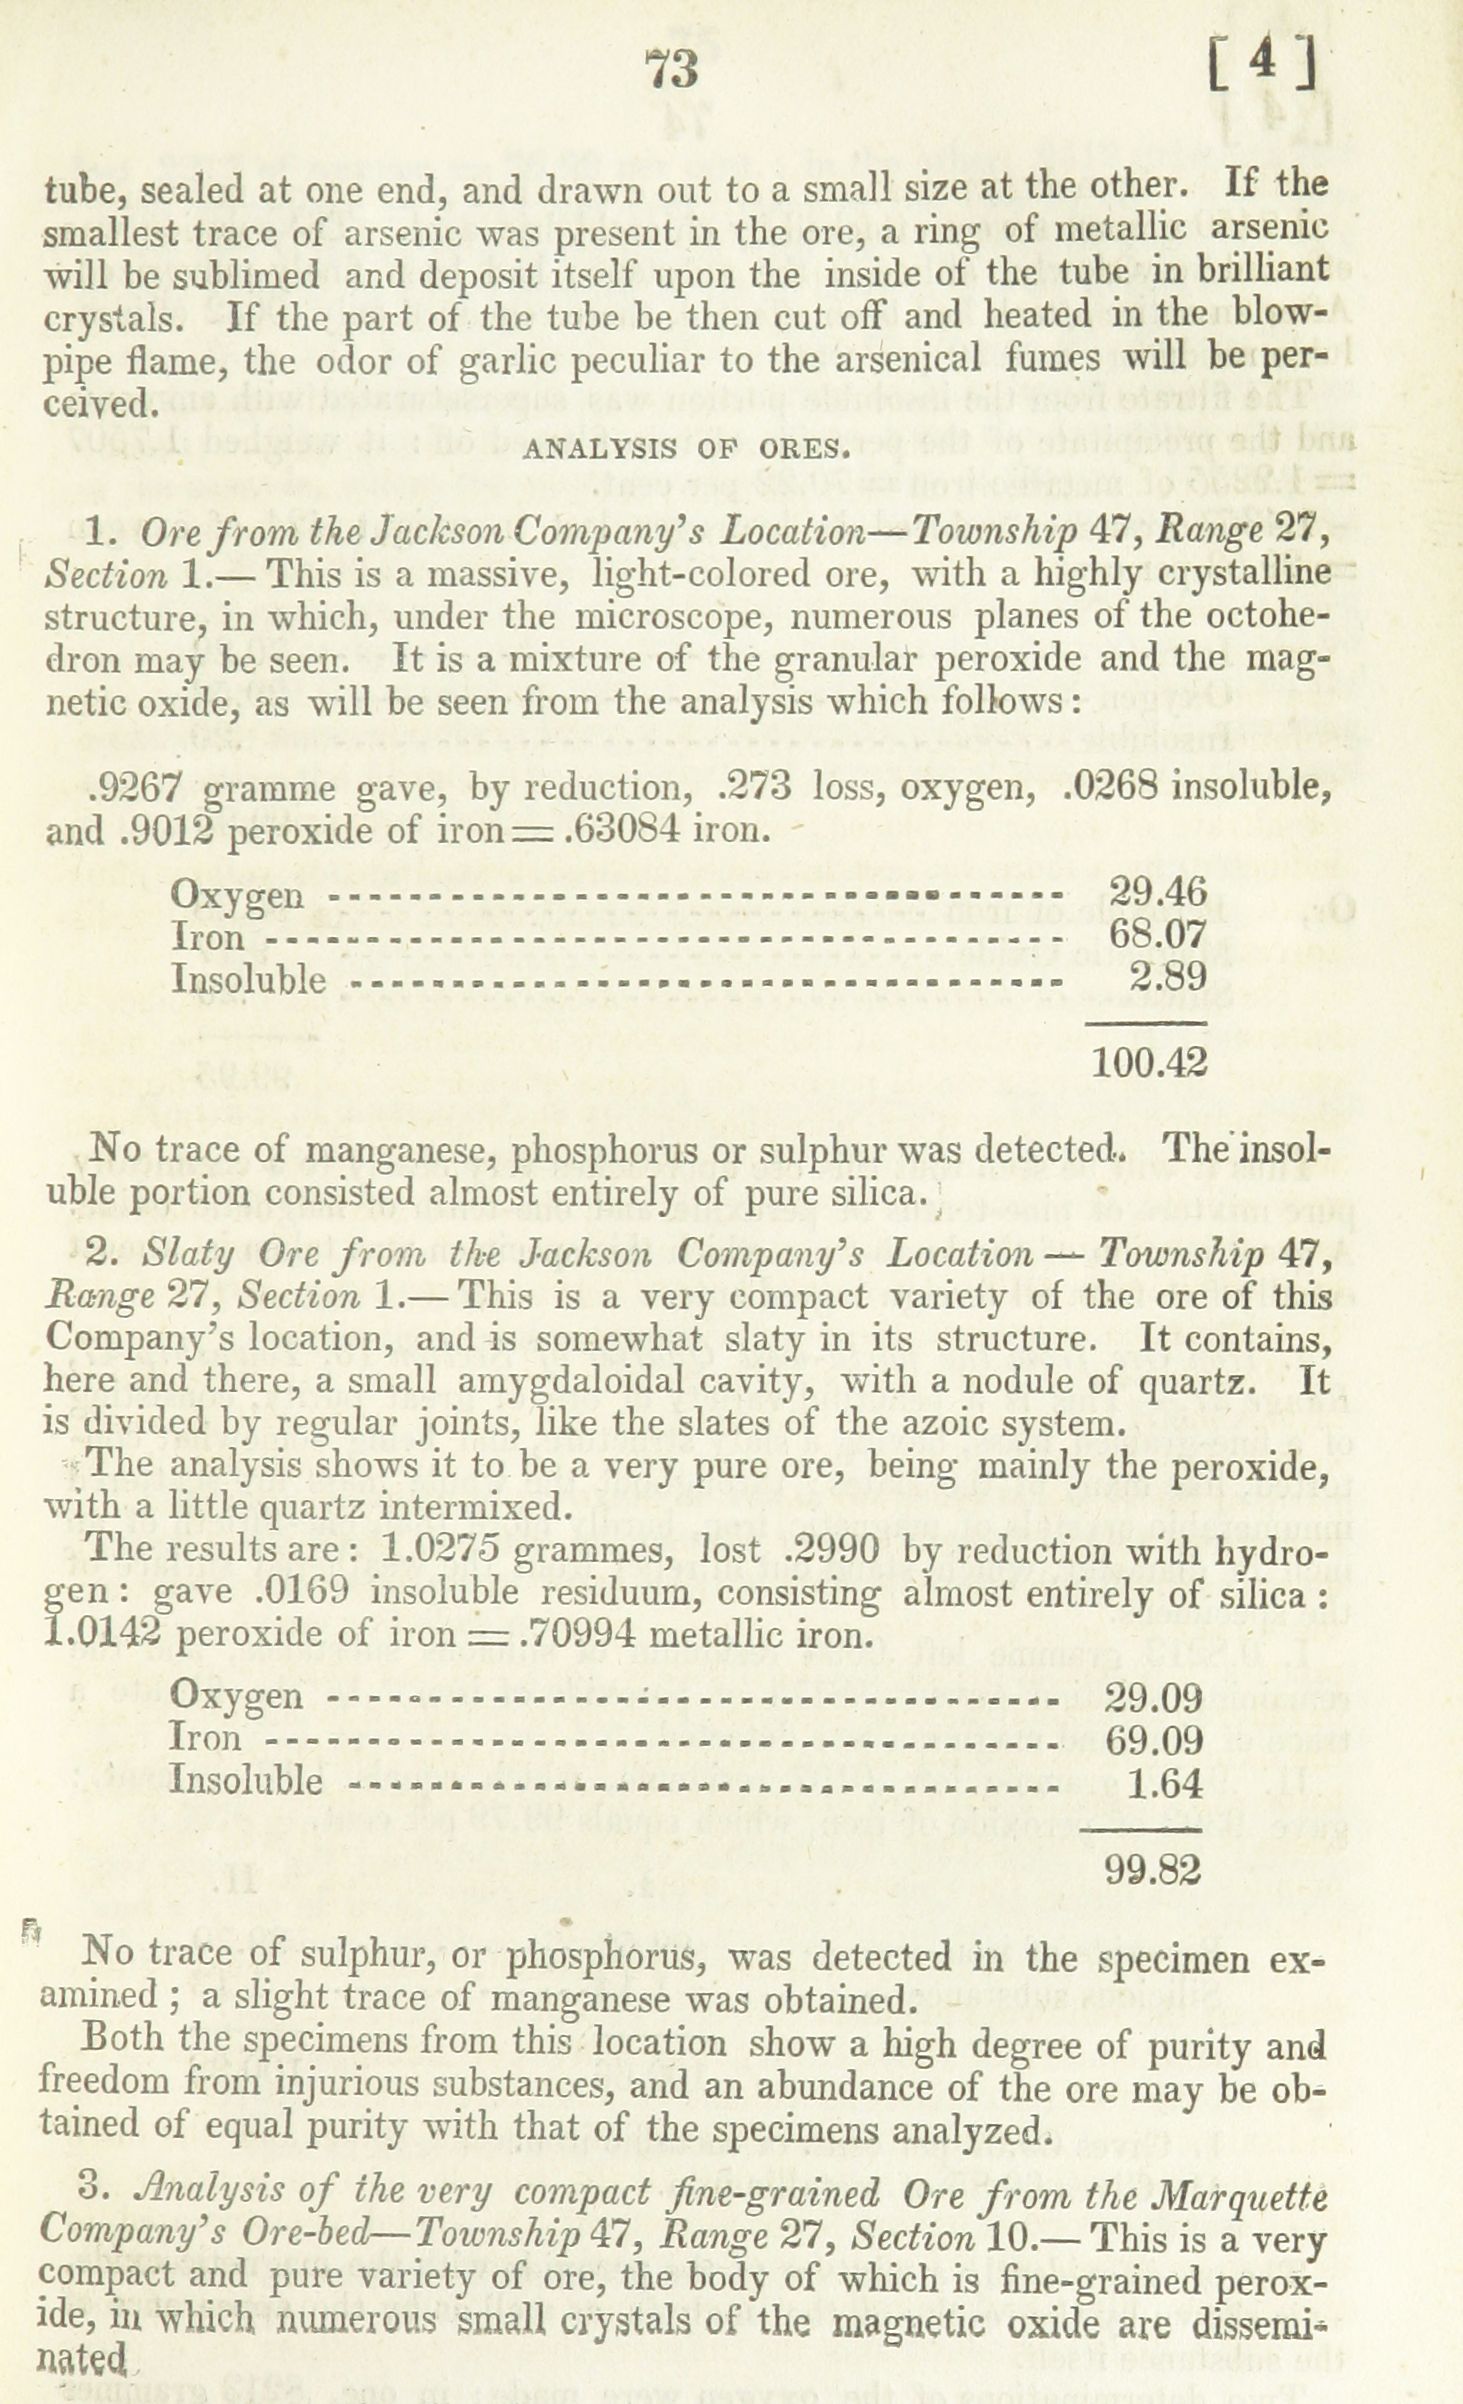 73 [ 4 ]
tube, sealed at one end, and drawn out to a small size at the other. If the
smallest trace of arsenic was present in the ore, a ring of metallic arsenic
will be sublimed and deposit itself upon the inside of the tube in brilliant
crystals. If the part of the tube be then cut off and heated in the blow-
pipe flame, the odor of garlic peculiar to the arsenical fumes will be per-
ceived.
ANALYSIS OF ORES.
1. Ore from the Jackson Company's Location—Township 47, Range 27,
Section 1.— This is a massive, light-colored ore, with a highly crystalline
structure, in which, under the microscope, numerous planes of the octohe-
dron may be seen. It is a mixture of the granular peroxide and the mag-
netic oxide, as will be seen from the analysis which follows:
.9267 gramme gave, by reduction, .273 loss, oxygen, .0268 insoluble,
and .9012 peroxide of iron = .63084 iron.
Oxygen ------------------------------------ 29.46
Iron --------------------------------------- 68.07
Insoluble ----------------------------------- 2.89
100.42
No trace of manganese, phosphorus or sulphur was detected. The insol-
uble portion consisted almost entirely of pure silica.
2. Slaty Ore from the Jackson Company's Location — Township 47,
Range 27, Section 1.— This is a very compact variety of the ore of this
Company's location, and is somewhat slaty in its structure. It contains,
here and there, a small amygdaloidal cavity, with a nodule of quartz. It
is divided by regular joints, like the slates of the azoic system.
The analysis shows it to be a very pure ore, being mainly the peroxide,
with a little quartz intermixed.
The results are: 1.0275 grammes, lost .2990 by reduction with hydro-
gen: gave .0169 insoluble residuum, consisting almost entirely of silica:
1.0142 peroxide of iron = .70994 metallic iron.
Oxygen ------------------------------------ 29.09
Iron --------------------------------------- 69.09
Insoluble ----------------------------------- 1.64
99.82
No trace of sulphur, or phosphorus, was detected in the specimen ex-
amined; a slight trace of manganese was obtained.
Both the specimens from this location show a high degree of purity and
freedom from injurious substances, and an abundance of the ore may be ob-
tained of equal purity with that of the specimens analyzed.
3. Analysis of the very compact fine-grained Ore from the Marquette
Company's Ore-bed—Township 47, Range 27, Section 10.— This is a very
compact and pure variety of ore, the body of which is fine-grained perox-
ide, in which numerous small crystals of the magnetic oxide are dissemi-
nated